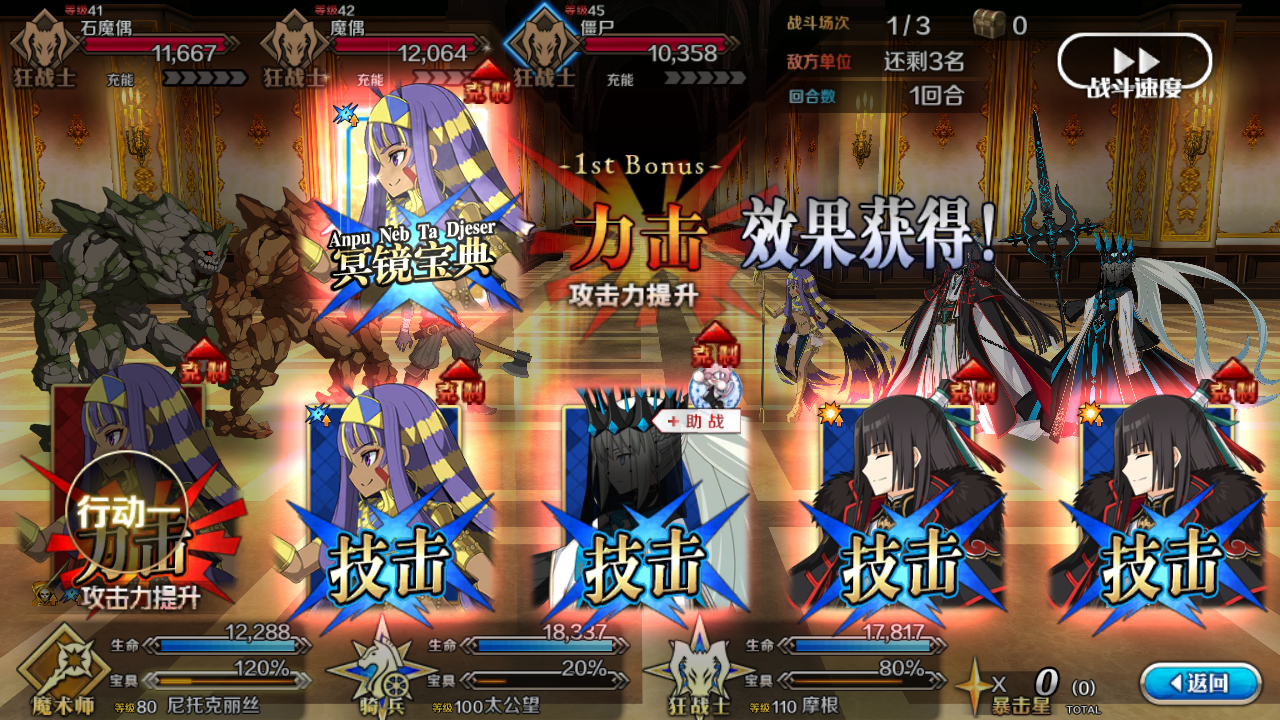 等级41
石魔偶
11,667
狂战士
充能
等级42
魔偶
12,064
狂战士
充能
克制
等级45
僵尸
10,358
狂战士
充能
战斗场次 1/3
0
敌方单位 还剩3名
回合数 1回合
战斗速度
Anpu Neb Ta Djeser
冥镜宝典
-1st Bonus-
力击
攻击力提升
效果获得!
克制
行动一
力击
攻击力提升
克制
技击
克制
+助战
技击
克制
技击
克制
技击
生命 12,288
宝具 120%
魔术师 等级80 尼托克丽丝
生命 18,337
宝具 20%
骑兵 等级100 太公望
生命 17,817
宝具 80%
狂战士 等级110 摩根
X 0 (0)
暴击星 TOTAL
返回